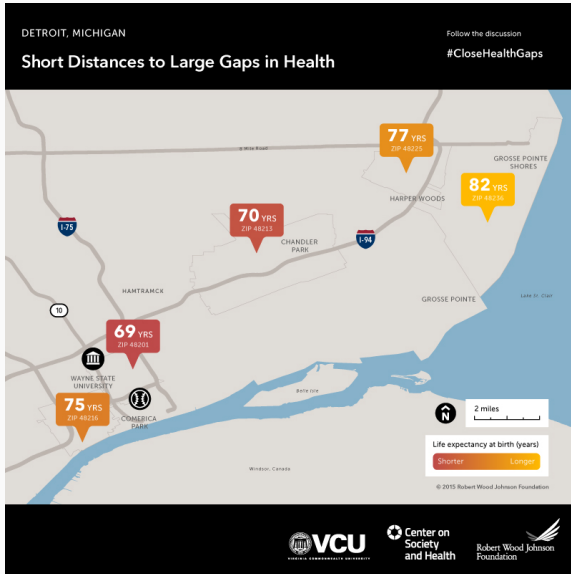 DETROIT, MICHIGAN
Short Distances to Large Gaps in Health
Follow the discussion
#CloseHealthGaps
77 YRS
ZIP 48225
8 Mile Road
GROSSE POINTE
SHORES
82 YRS
ZIP 48236
HARPER WOODS
70 YRS
ZIP 48213
I-75
CHANDLER
PARK
I-94
HAMTRAMCK
GROSSE POINTE
Lake St. Clair
10
69 YRS
ZIP 48201
WAYNE STATE
UNIVERSITY
75 YRS
ZIP 48216
COMERICA
PARK
Belle Isle
N
2 miles
Life expectancy at birth (years)
Shorter
Longer
Windsor, Canada
© 2015 Robert Wood Johnson Foundation
VCU
VIRGINIA COMMONWEALTH UNIVERSITY
Center on
Society
and Health
Robert Wood Johnson
Foundation